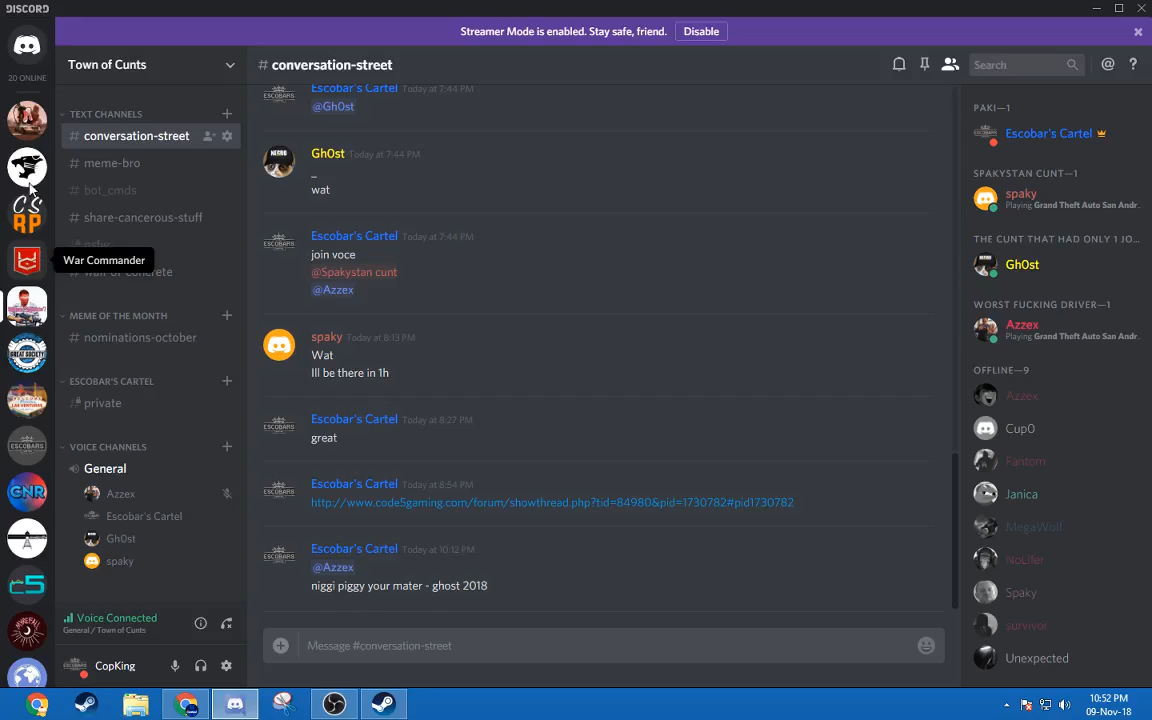 DISCORD
Streamer Mode is enabled. Stay safe, friend.
Disable
20 ONLINE
Town of Cunts
# conversation-street
Search
@
?
TEXT CHANNELS
# conversation-street
# meme-bro
# bot_cmds
# share-cancerous-stuff
War Commander
MEME OF THE MONTH
# nominations-october
ESCOBAR'S CARTEL
# private
VOICE CHANNELS
General
Azzex
Escobar's Cartel
Gh0st
spaky
Voice Connected
General / Town of Cunts
CopKing
CS
RP
GREAT SOCIETY
ESCOBARS
GNR
Escobar's Cartel Today at 7:44 PM
@Gh0st
Gh0st Today at 7:44 PM
_
wat
Escobar's Cartel Today at 7:44 PM
join voce
@Spakystan cunt
@Azzex
spaky Today at 8:13 PM
Wat
Ill be there in 1h
Escobar's Cartel Today at 8:27 PM
great
Escobar's Cartel Today at 8:54 PM
http://www.code5gaming.com/forum/showthread.php?tid=84980&pid=1730782#pid1730782
Escobar's Cartel Today at 10:12 PM
@Azzex
niggi piggy your mater - ghost 2018
Message #conversation-street
PAKI—1
Escobar's Cartel
SPAKYSTAN CUNT—1
spaky
Playing Grand Theft Auto San Andr..
THE CUNT THAT HAD ONLY 1 JO...
Gh0st
WORST FUCKING DRIVER—1
Azzex
Playing Grand Theft Auto San Andr..
OFFLINE—9
Azzex
Cup0
Fantom
Janica
MegaWolf
NoLifer
Spaky
survivor
Unexpected
10:52 PM
09-Nov-18